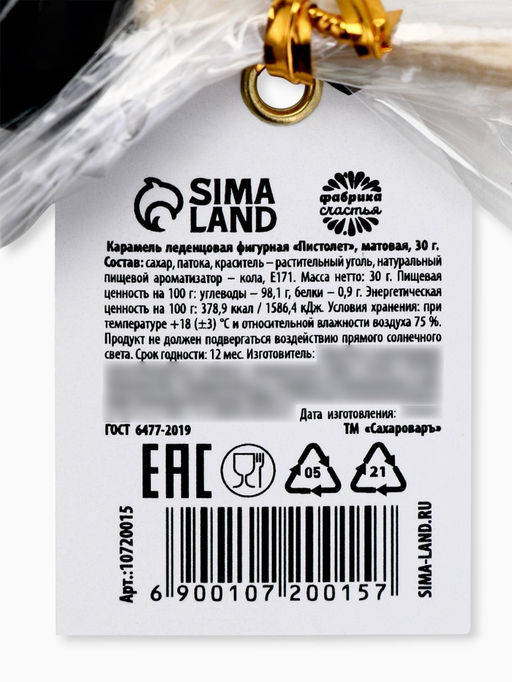 SIMA
LAND
фабрика
счастья
Карамель леденцовая фигурная «Пистолет», матовая, 30 г.
Состав: сахар, патока, краситель – растительный уголь, натуральный
пищевой ароматизатор – кола, Е171. Масса нетто: 30 г. Пищевая
ценность на 100 г: углеводы – 98,1 г, белки – 0,9 г. Энергетическая
ценность на 100 г: 378,9 ккал / 1586,4 кДж. Условия хранения: при
температуре +18 (±3) °С и относительной влажности воздуха 75 %.
Продукт не должен подвергаться воздействию прямого солнечного
света. Срок годности: 12 мес. Изготовитель:
Дата изготовления:
ГОСТ 6477-2019
ТМ «Сахароваръ»
EAC
05
21
Арт.:10720015
6 900107 200157
SIMA-LAND.RU